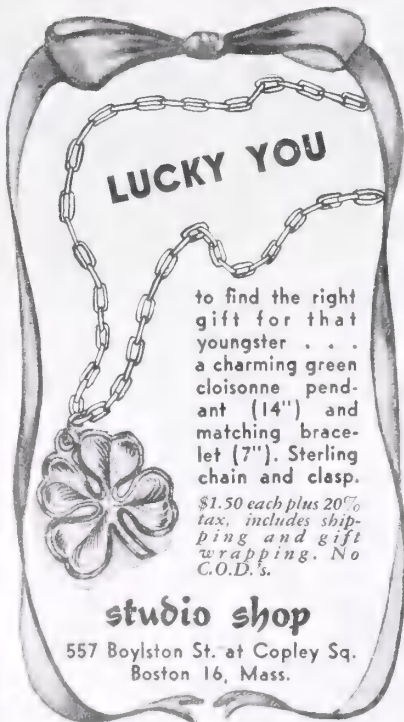 LUCKY YOU
to find the right
gift for that
youngster . . .
a charming green
cloisonne pend-
ant (14") and
matching brace-
let (7"). Sterling
chain and clasp.
$1.50 each plus 20%
tax, includes ship-
ping and gift
wrapping. No
C.O.D.'s.
studio shop
557 Boylston St. at Copley Sq.
Boston 16, Mass.